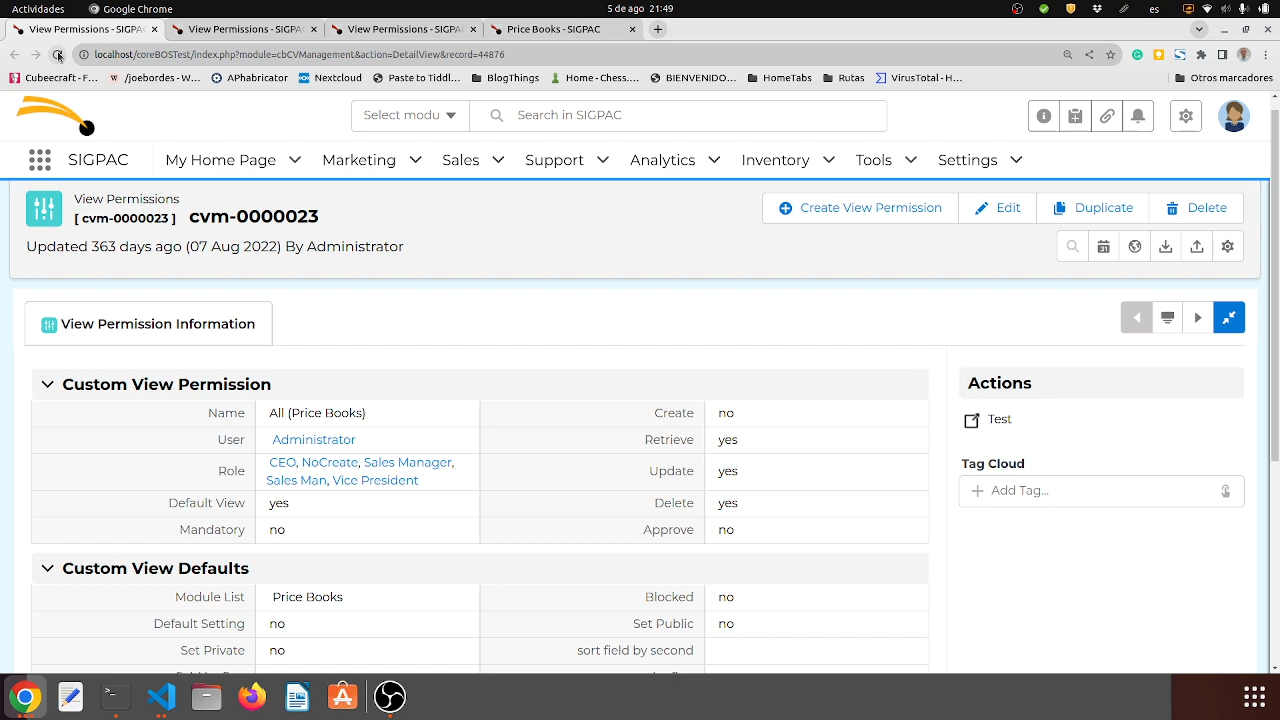 Actividades
Google Chrome
5 de ago 21:49
es
View Permissions - SIGPAC
View Permissions - SIGPAC
View Permissions - SIGPAC
Price Books - SIGPAC
localhost/coreBOSTest/index.php?module=cbCVManagement&action=DetailView&record=44876
Cubecraft - F...
/joebordes - W...
APhabricator
Nextcloud
Paste to Tiddl...
BlogThings
Home - Chess....
BIENVENIDO...
HomeTabs
Rutas
VirusTotal - H...
Otros marcadores
Select modu
Search in SIGPAC
SIGPAC
My Home Page
Marketing
Sales
Support
Analytics
Inventory
Tools
Settings
View Permissions
[ cvm-0000023 ] cvm-0000023
Updated 363 days ago (07 Aug 2022) By Administrator
Create View Permission
Edit
Duplicate
Delete
31
View Permission Information
Custom View Permission
Name All (Price Books) Create no
User Administrator Retrieve yes
Role CEO, NoCreate, Sales Manager, Sales Man, Vice President Update yes
Default View yes Delete yes
Mandatory no Approve no
Custom View Defaults
Module List Price Books Blocked no
Default Setting no Set Public no
Set Private no sort field by second
Actions
Test
Tag Cloud
Add Tag...